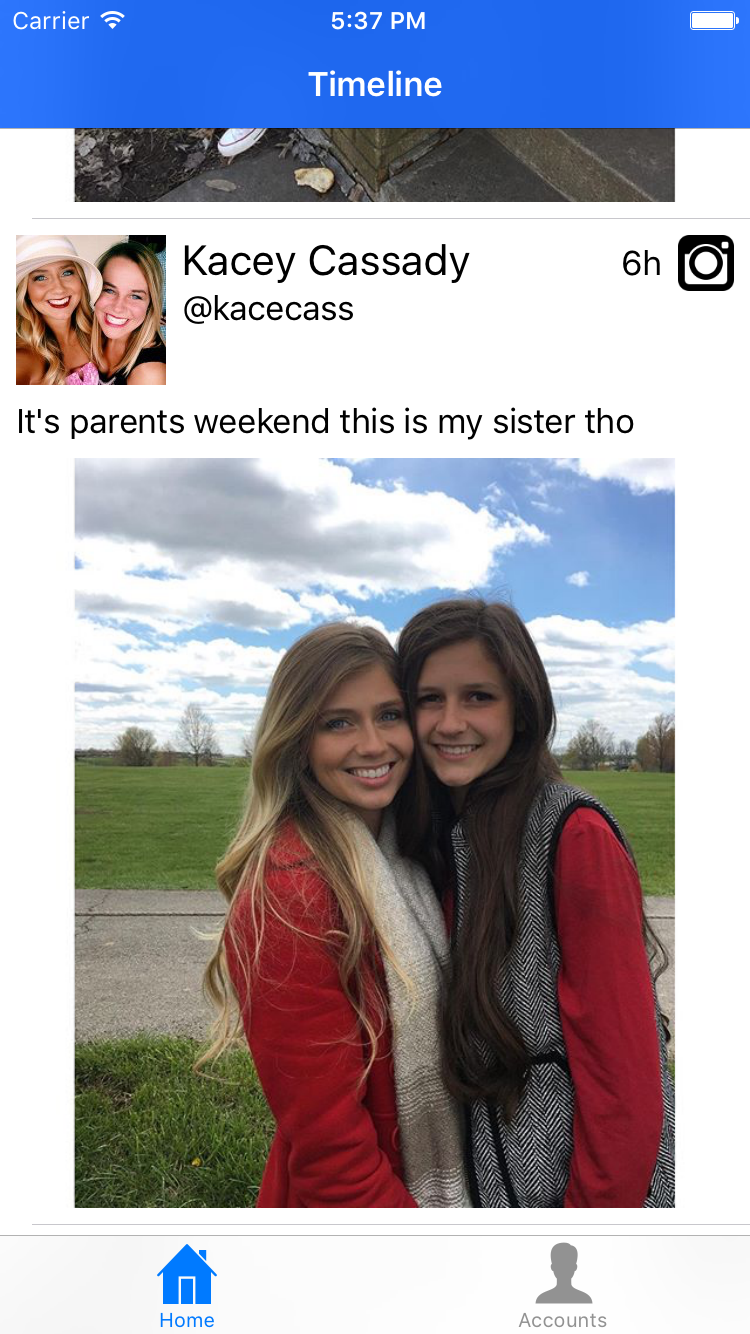 Carrier 5:37 PM
Timeline
Kacey Cassady 6h
@kacecass
It's parents weekend this is my sister tho
Home Accounts